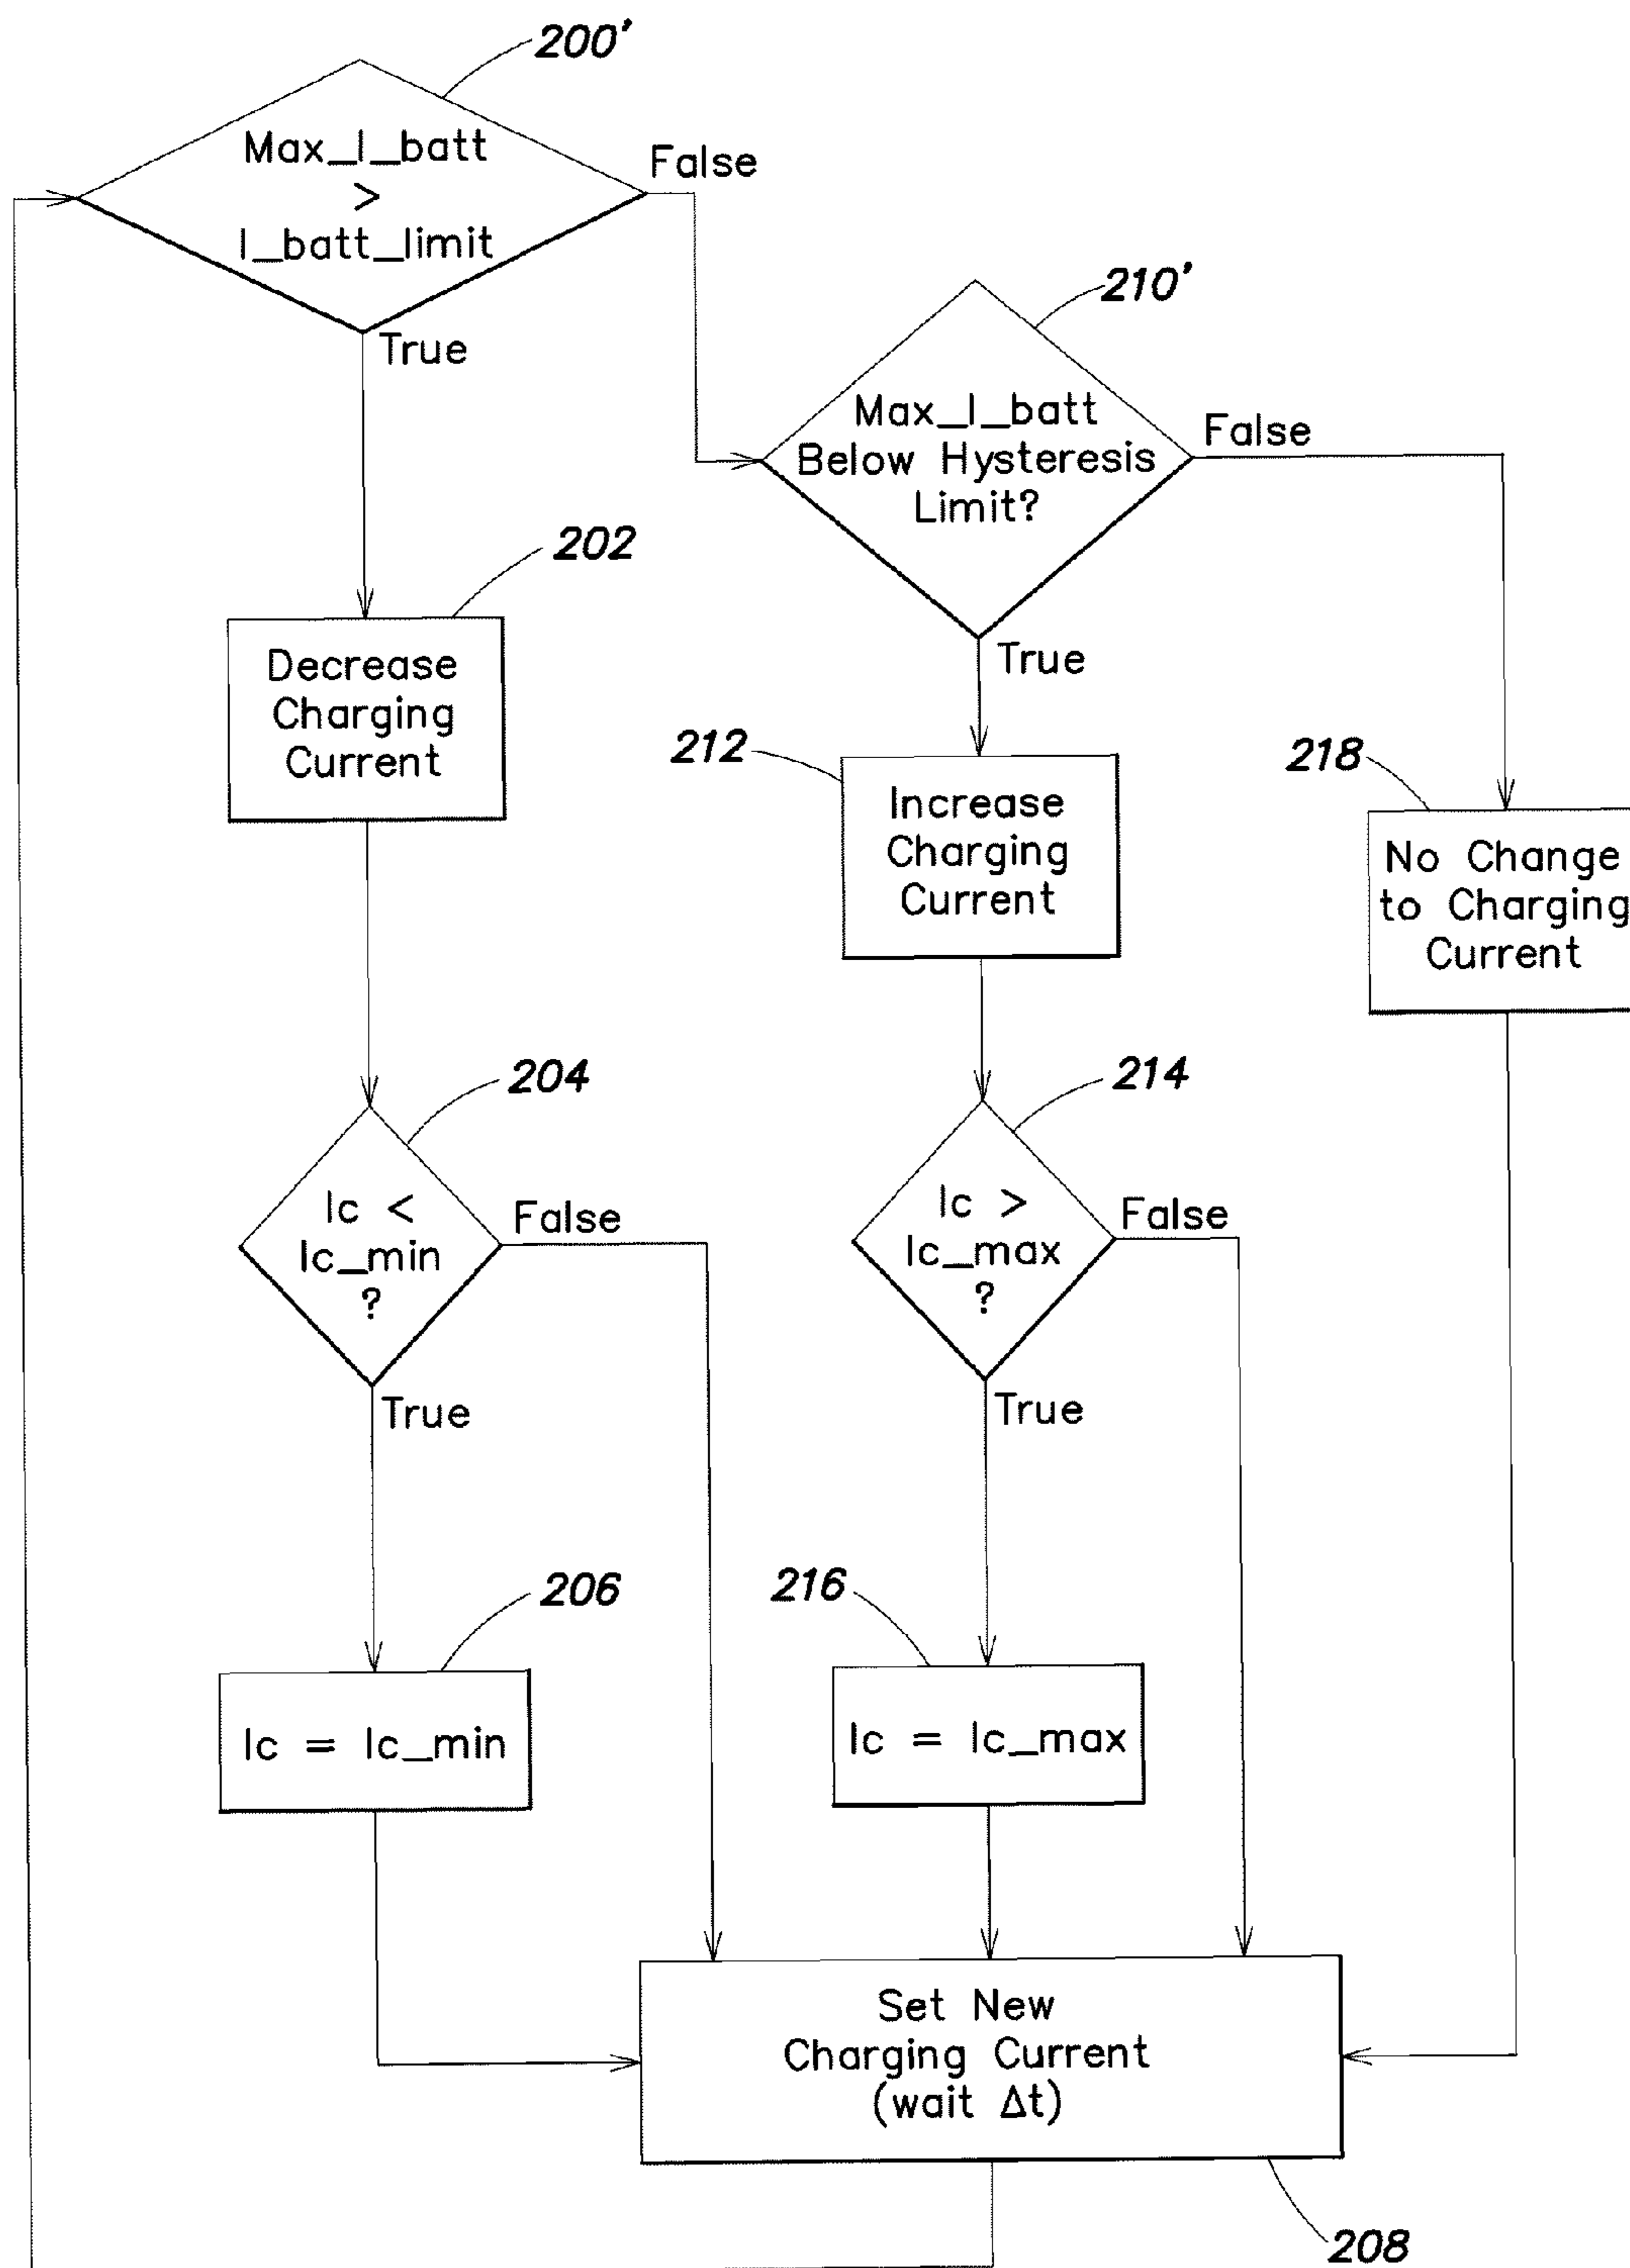 200'
Max_I_batt
>
I_batt_limit
False
True
210'
Max_I_batt
Below Hysteresis
Limit?
False
True
202
Decrease
Charging
Current
212
Increase
Charging
Current
218
No Change
to Charging
Current
204
Ic <
Ic_min
?
False
True
214
Ic >
Ic_max
?
False
True
206
Ic = Ic_min
216
Ic = Ic_max
Set New
Charging Current
(wait Δt)
208